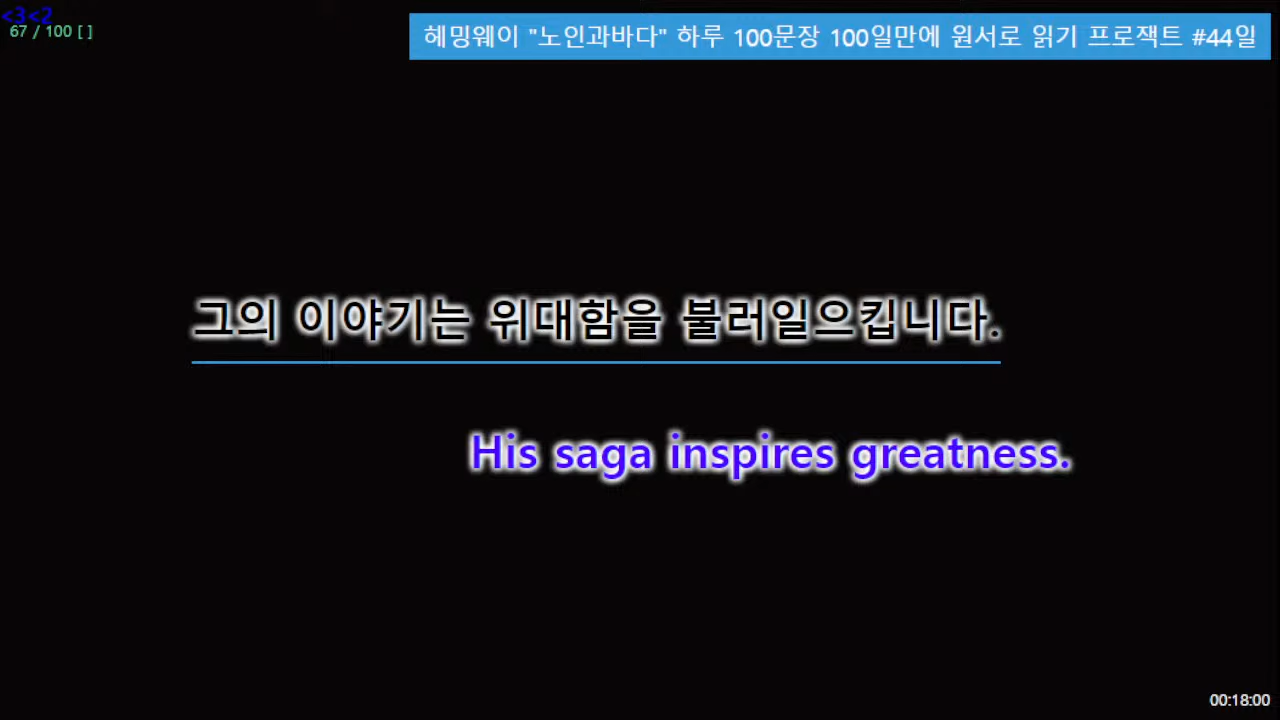 <3<2
67 / 100 [ ]
헤밍웨이 "노인과바다" 하루 100문장 100일만에 원서로 읽기 프로잭트 #44일
그의 이야기는 위대함을 불러일으킵니다.
His saga inspires greatness.
00:18:00